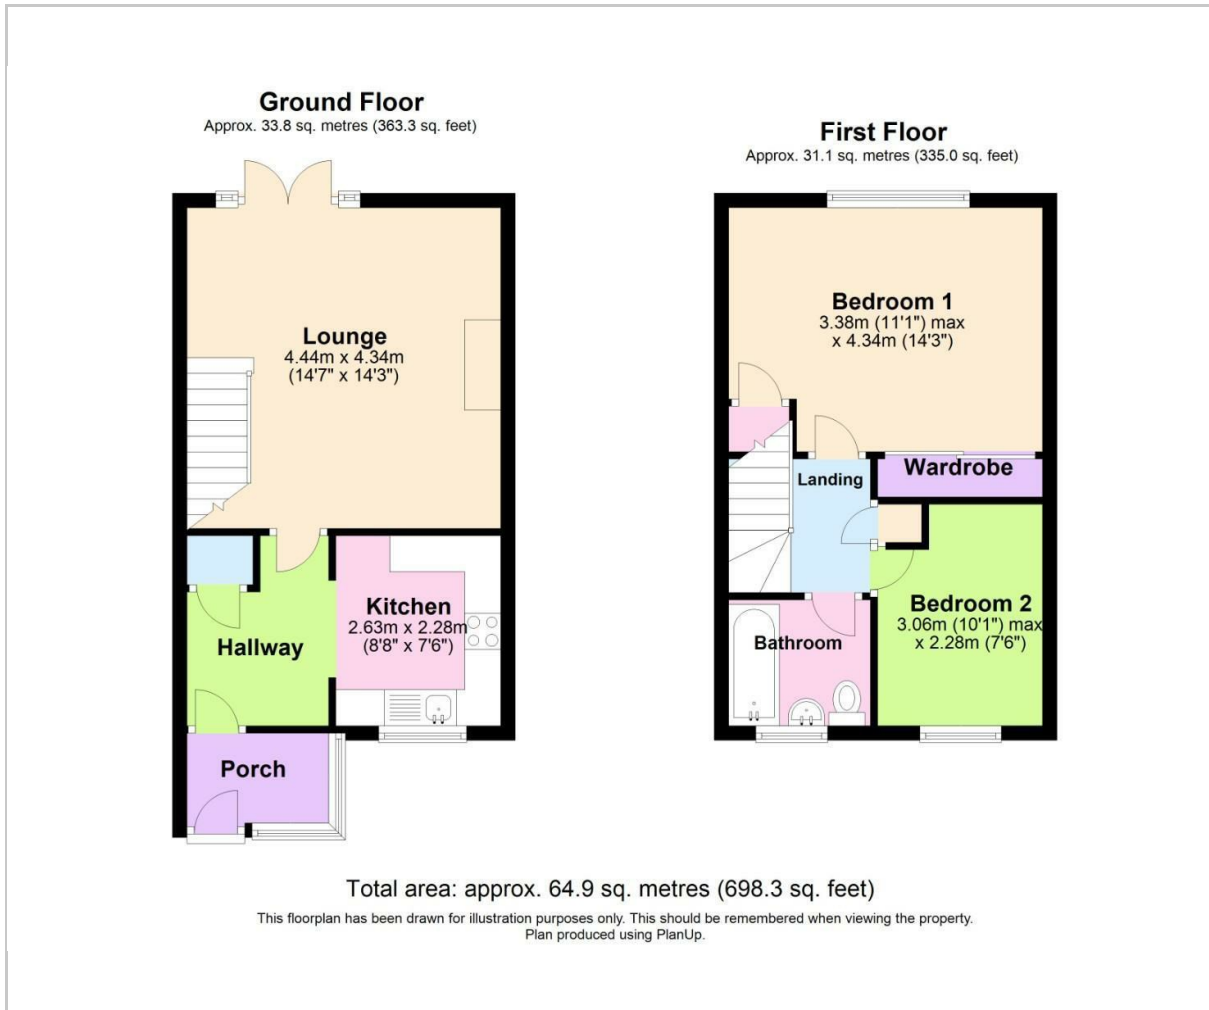 Ground Floor
Approx. 33.8 sq. metres (363.3 sq. feet)
Lounge
4.44m x 4.34m
(14'7" x 14'3")
Kitchen
2.63m x 2.28m
(8'8" x 7'6")
Hallway
Porch
First Floor
Approx. 31.1 sq. metres (335.0 sq. feet)
Bedroom 1
3.38m (11'1") max
x 4.34m (14'3")
Wardrobe
Landing
Bedroom 2
3.06m (10'1") max
x 2.28m (7'6")
Bathroom
Total area: approx. 64.9 sq. metres (698.3 sq. feet)
This floorplan has been drawn for illustration purposes only. This should be remembered when viewing the property.
Plan produced using PlanUp.